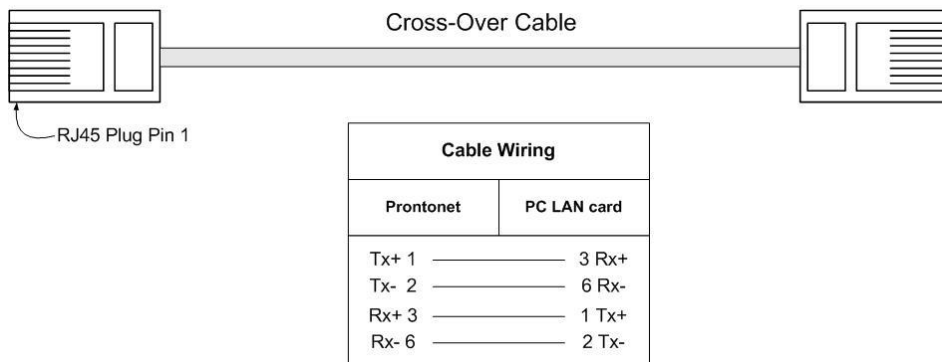 Cross-Over Cable
RJ45 Plug Pin 1
Cable Wiring
Prontonet PC LAN card
Tx+ 1 3 Rx+
Tx- 2 6 Rx-
Rx+ 3 1 Tx+
Rx- 6 2 Tx-